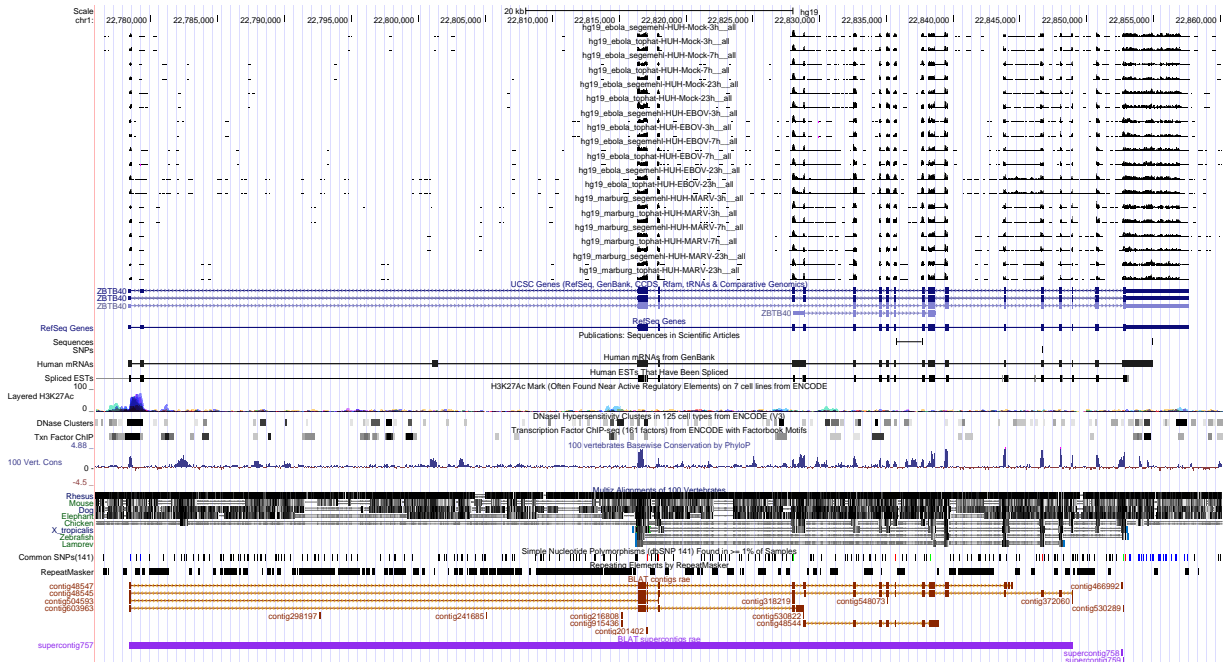 Scale 20 kb hg19
chr1: 22,780,000 22,785,000 22,790,000 22,795,000 22,800,000 22,805,000 22,810,000 22,815,000 22,820,000 22,825,000 22,830,000 22,835,000 22,840,000 22,845,000 22,850,000 22,855,000 22,860,000
hg19_ebola_segemehl-HUH-Mock-3h__all
hg19_ebola_tophat-HUH-Mock-3h__all
hg19_ebola_segemehl-HUH-Mock-7h__all
hg19_ebola_tophat-HUH-Mock-7h__all
hg19_ebola_segemehl-HUH-Mock-23h__all
hg19_ebola_tophat-HUH-Mock-23h__all
hg19_ebola_segemehl-HUH-EBOV-3h__all
hg19_ebola_tophat-HUH-EBOV-3h__all
hg19_ebola_segemehl-HUH-EBOV-7h__all
hg19_ebola_tophat-HUH-EBOV-7h__all
hg19_ebola_segemehl-HUH-EBOV-23h__all
hg19_ebola_tophat-HUH-EBOV-23h__all
hg19_marburg_segemehl-HUH-MARV-3h__all
hg19_marburg_tophat-HUH-MARV-3h__all
hg19_marburg_segemehl-HUH-MARV-7h__all
hg19_marburg_tophat-HUH-MARV-7h__all
hg19_marburg_segemehl-HUH-MARV-23h__all
hg19_marburg_tophat-HUH-MARV-23h__all
UCSC Genes (RefSeq, GenBank, CCDS, Rfam, tRNAs & Comparative Genomics)
ZBTB40
ZBTB40
ZBTB40
ZBTB40
RefSeq Genes
RefSeq Genes
Publications: Sequences in Scientific Articles
Sequences
SNPs
Human mRNAs from GenBank
Human mRNAs
Human ESTs That Have Been Spliced
Spliced ESTs
100
H3K27Ac Mark (Often Found Near Active Regulatory Elements) on 7 cell lines from ENCODE
Layered H3K27Ac
0
DNaseI Hypersensitivity Clusters in 125 cell types from ENCODE (V3)
DNase Clusters
Transcription Factor ChIP-seq (161 factors) from ENCODE with Factorbook Motifs
Txn Factor ChIP
4.88
100 vertebrates Basewise Conservation by PhyloP
100 Vert. Cons
0
-4.5
Multiz Alignments of 100 Vertebrates
Rhesus
Mouse
Dog
Elephant
Chicken
X_tropicalis
Zebrafish
Lamprey
Simple Nucleotide Polymorphisms (dbSNP 141) Found in >= 1% of Samples
Common SNPs(141)
Repeating Elements by RepeatMasker
RepeatMasker
BLAT contigs rae
contig48547 contig466992
contig48545
contig504593 contig318219 contig548073 contig372060
contig603963 contig530289
contig298197 contig241685 contig216808 contig530822
contig915436 contig48544
contig201402
BLAT supercontigs rae
supercontig757
supercontig758
supercontig759